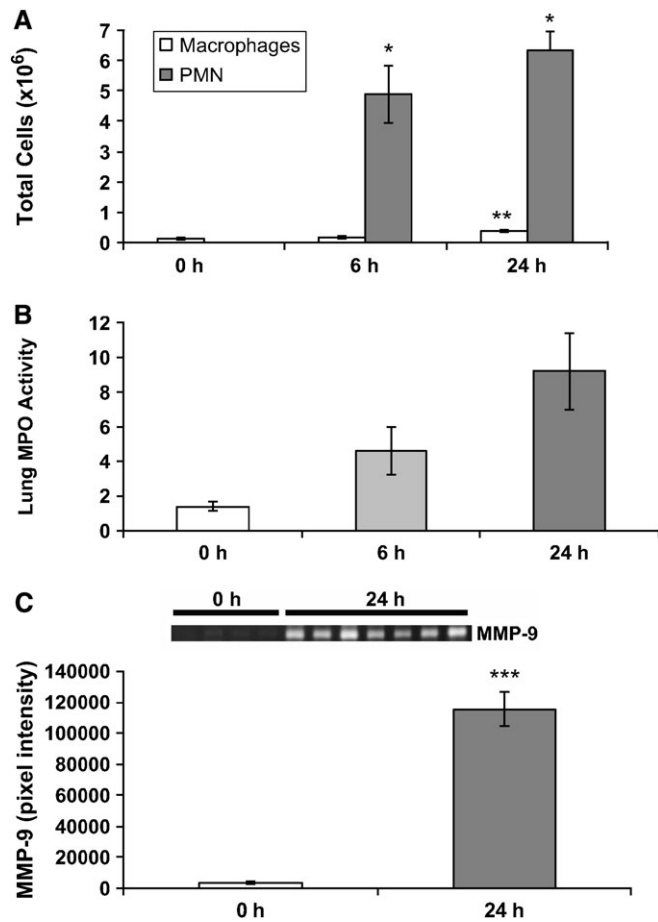 A
Total Cells (x10⁶)
8
7
6
5
4
3
2
1
0
Macrophages
PMN
*
*
**
0 h
6 h
24 h
B
Lung MPO Activity
12
10
8
6
4
2
0
0 h
6 h
24 h
C
0 h
24 h
MMP-9
MMP-9 (pixel intensity)
140000
120000
100000
80000
60000
40000
20000
0
***
0 h
24 h